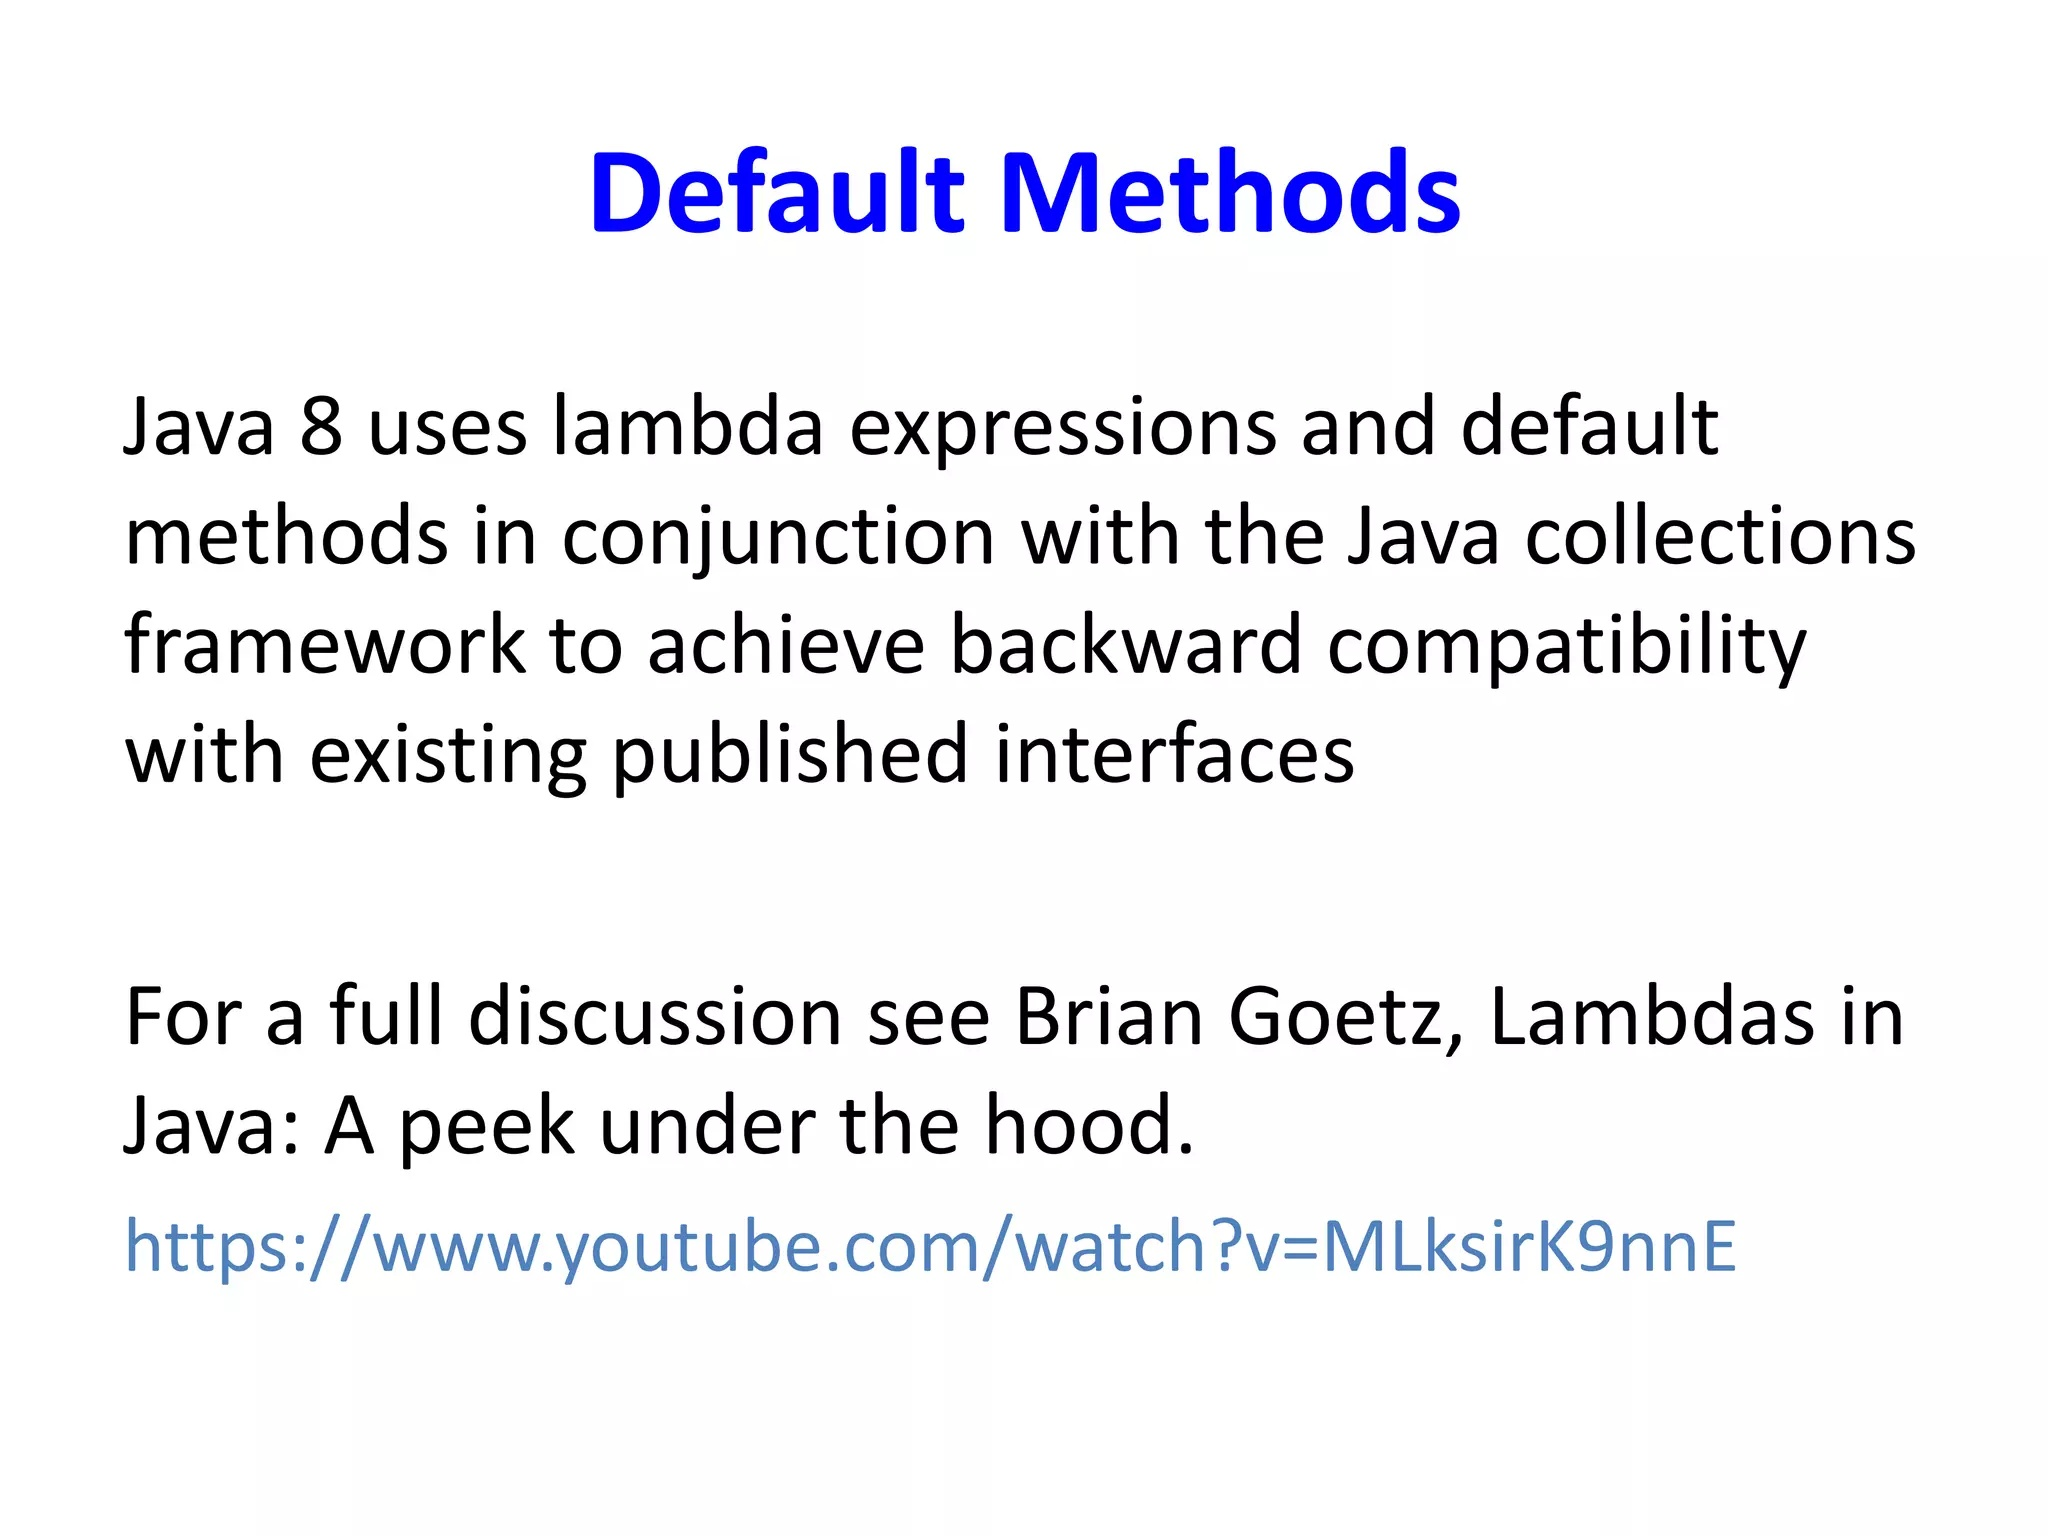 Default Methods
Java 8 uses lambda expressions and default
methods in conjunction with the Java collections
framework to achieve backward compatibility
with existing published interfaces
For a full discussion see Brian Goetz, Lambdas in
Java: A peek under the hood.
https://www.youtube.com/watch?v=MLksirK9nnE